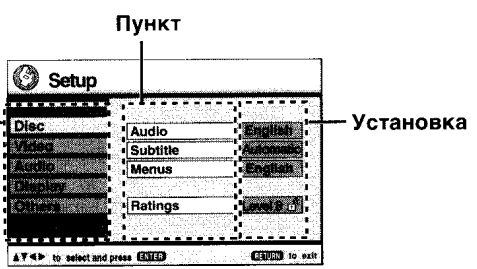 Пункт
Setup
Disc
Video
Audio
Display
Others
Audio English
Subtitle Automatic
Menus English
Ratings Level 8
Установка
to select and press ENTER RETURN to exit